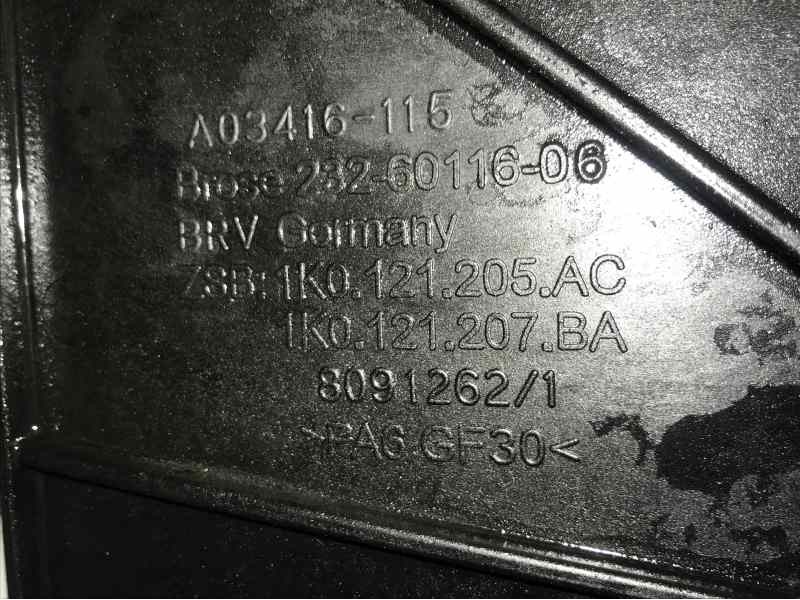 A03416-115
Brose 232-60116-06
BRV Germany
ZSB: 1K0.121.205.AC
1K0.121.207.BA
8091262/1
>PA6.GF30<